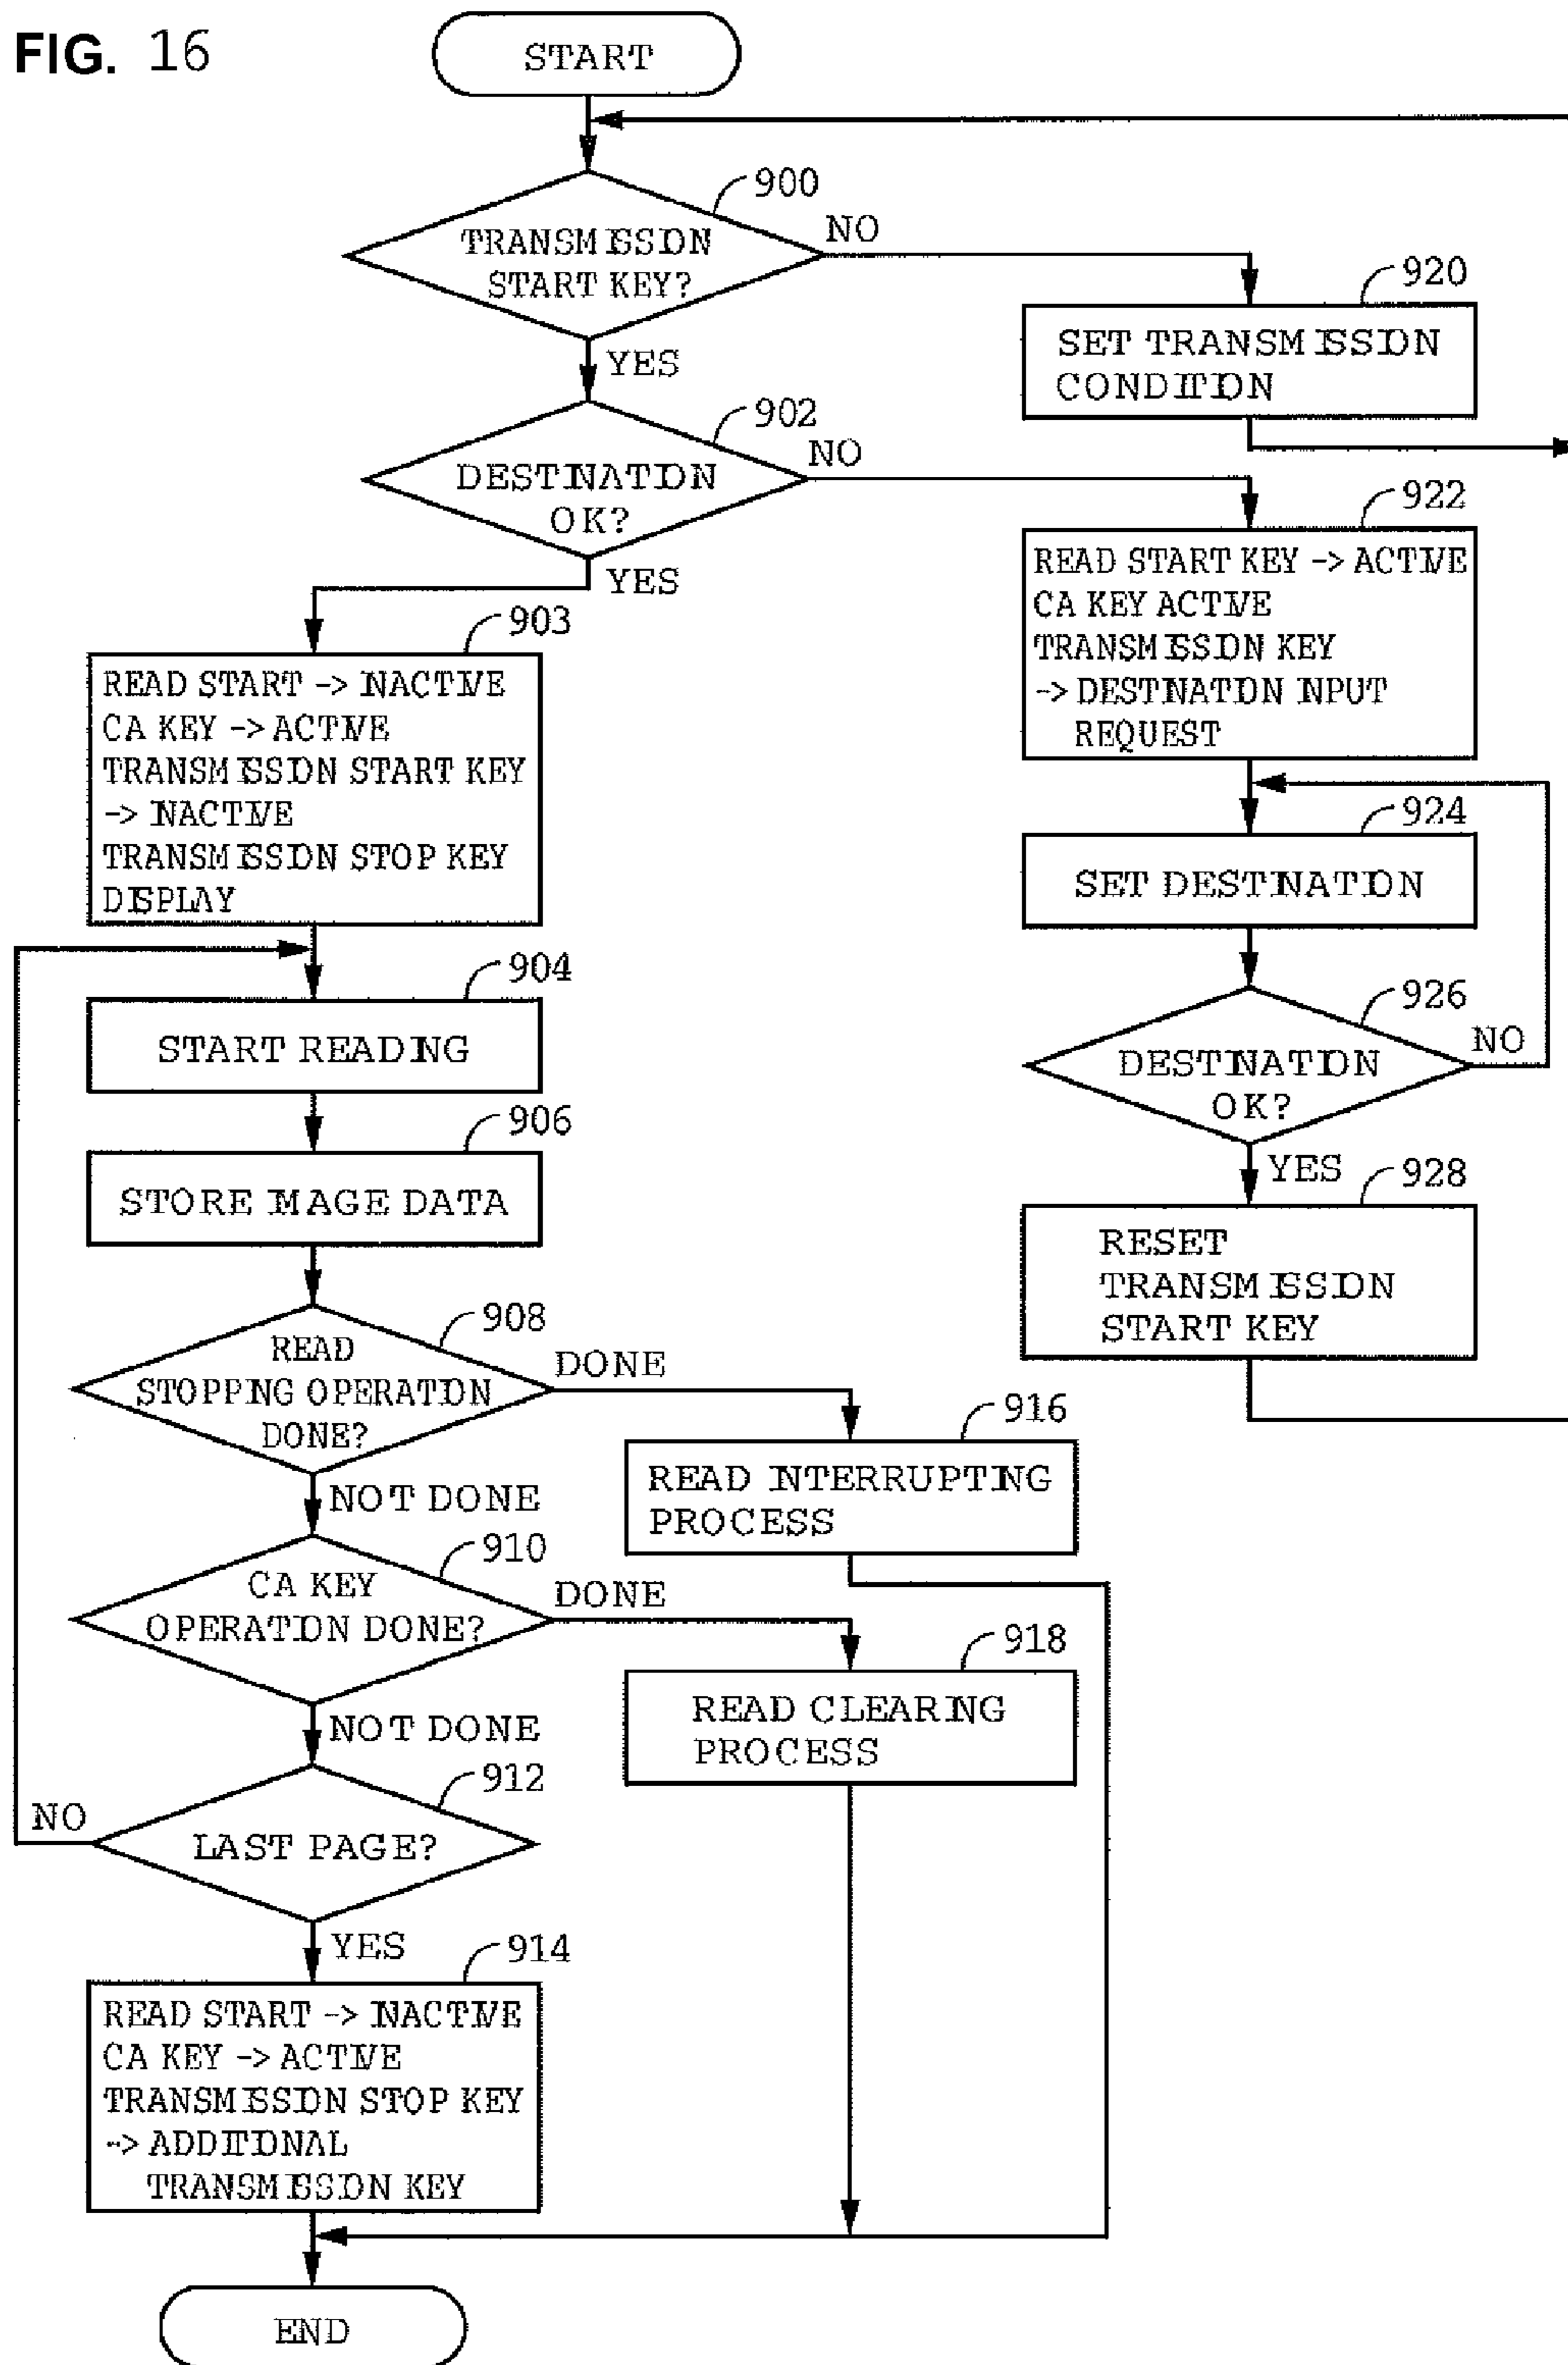 FIG. 16
START
900
TRANSMISSION
START KEY?
NO
YES
920
SET TRANSMISSION
CONDITION
902
DESTINATION
OK?
NO
YES
922
READ START KEY -> ACTIVE
CA KEY ACTIVE
TRANSMISSION KEY
-> DESTINATION INPUT
REQUEST
903
READ START -> INACTIVE
CA KEY -> ACTIVE
TRANSMISSION START KEY
-> INACTIVE
TRANSMISSION STOP KEY
DISPLAY
924
SET DESTINATION
904
START READING
926
DESTINATION
OK?
NO
YES
906
STORE IMAGE DATA
928
RESET
TRANSMISSION
START KEY
908
READ
STOPPING OPERATION
DONE?
DONE
NOT DONE
916
READ INTERRUPTING
PROCESS
910
CA KEY
OPERATION DONE?
DONE
NOT DONE
918
READ CLEARING
PROCESS
912
LAST PAGE?
NO
YES
914
READ START -> INACTIVE
CA KEY -> ACTIVE
TRANSMISSION STOP KEY
-> ADDITIONAL
TRANSMISSION KEY
END